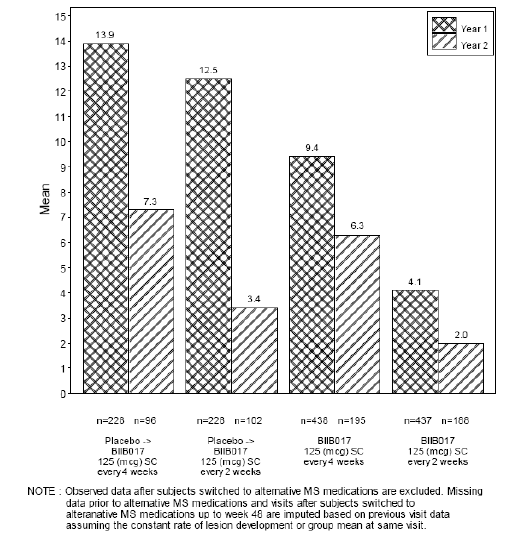 15
14
13
12
11
10
9
8
7
6
5
4
3
2
1
0
Mean
Year 1
Year 2
13.9
7.3
12.5
3.4
9.4
6.3
4.1
2.0
n=228 n=96
n=228 n=102
n=438 n=195
n=437 n=188
Placebo ->
BIIB017
125 (mcg) SC
every 4 weeks
Placebo ->
BIIB017
125 (mcg) SC
every 2 weeks
BIIB017
125 (mcg) SC
every 4 weeks
BIIB017
125 (mcg) SC
every 2 weeks
NOTE : Observed data after subjects switched to alternative MS medications are excluded. Missing
data prior to alternative MS medications and visits after subjects switched to
alteranative MS medications up to week 48 are imputed based on previous visit data
assuming the constant rate of lesion development or group mean at same visit.